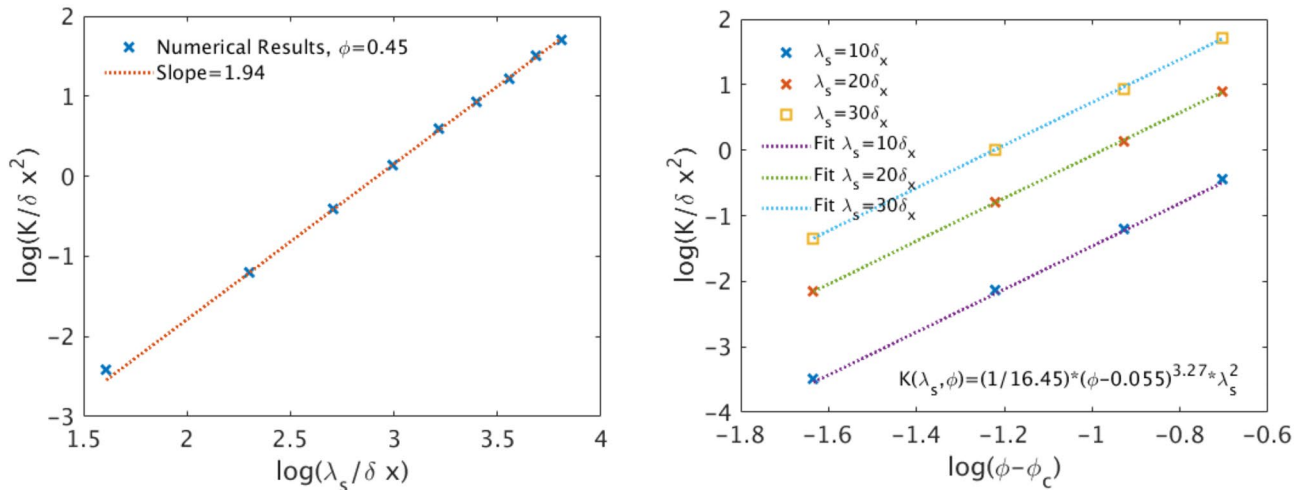 2
1
0
−1
−2
−3
1.5
2
2.5
3
3.5
4
log(K/δ x²)
log(λₛ/δ x)
Numerical Results, ϕ=0.45
Slope=1.94
2
1
0
−1
−2
−3
−4
−1.8
−1.6
−1.4
−1.2
−1
−0.8
−0.6
log(K/δ x²)
log(ϕ−ϕ_c)
λₛ=10δₓ
λₛ=20δₓ
λₛ=30δₓ
Fit λₛ=10δₓ
Fit λₛ=20δₓ
Fit λₛ=30δₓ
K(λₛ,ϕ)=(1/16.45)*(ϕ-0.055)^3.27*λₛ²